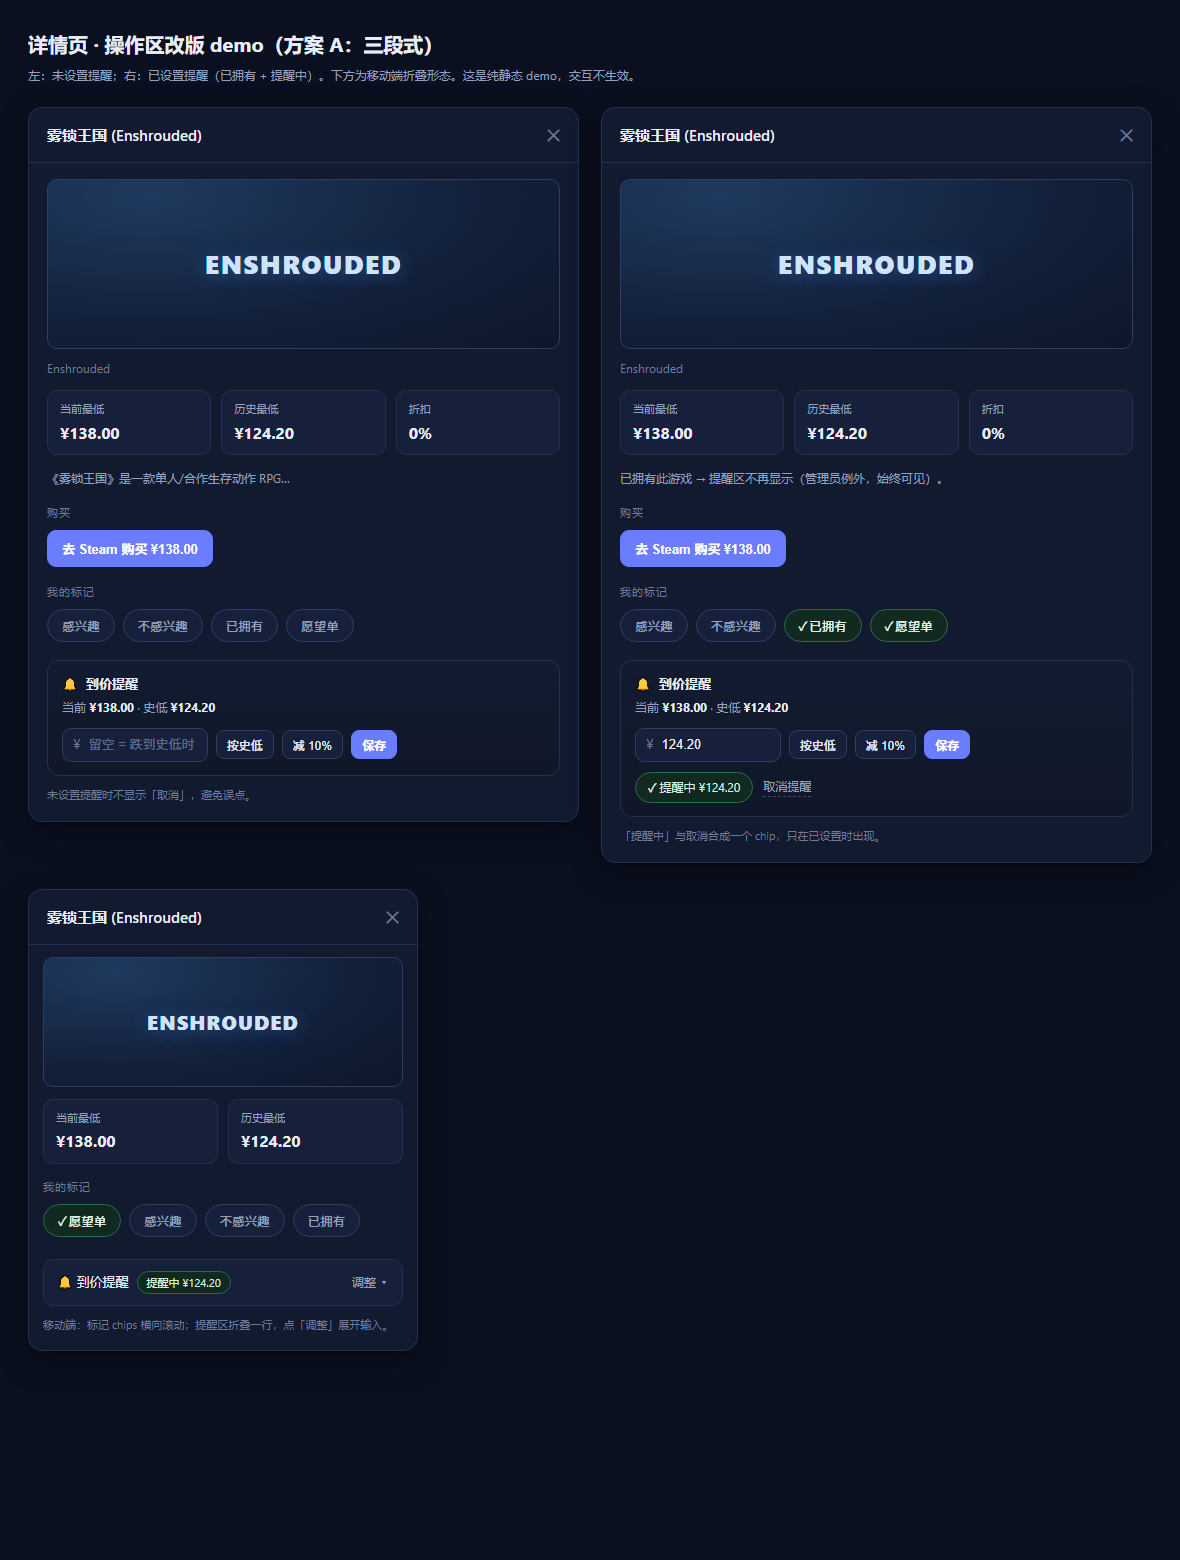 详情页 · 操作区改版 demo（方案 A：三段式）
左：未设置提醒；右：已设置提醒（已拥有 + 提醒中）。下方为移动端折叠形态。这是纯静态 demo，交互不生效。
雾锁王国 (Enshrouded)
ENSHROUDED
Enshrouded
当前最低
¥138.00
历史最低
¥124.20
折扣
0%
《雾锁王国》是一款单人/合作生存动作 RPG...
购买
去 Steam 购买 ¥138.00
我的标记
感兴趣
不感兴趣
已拥有
愿望单
🔔 到价提醒
当前 ¥138.00 · 史低 ¥124.20
¥ 留空 = 跌到史低时
按史低
减 10%
保存
未设置提醒时不显示「取消」，避免误点。
雾锁王国 (Enshrouded)
ENSHROUDED
Enshrouded
当前最低
¥138.00
历史最低
¥124.20
折扣
0%
已拥有此游戏 → 提醒区不再显示（管理员例外，始终可见）。
购买
去 Steam 购买 ¥138.00
我的标记
感兴趣
不感兴趣
✓已拥有
✓愿望单
🔔 到价提醒
当前 ¥138.00 · 史低 ¥124.20
¥ 124.20
按史低
减 10%
保存
✓提醒中 ¥124.20
取消提醒
「提醒中」与取消合成一个 chip，只在已设置时出现。
雾锁王国 (Enshrouded)
ENSHROUDED
当前最低
¥138.00
历史最低
¥124.20
我的标记
✓愿望单
感兴趣
不感兴趣
已拥有
🔔 到价提醒
提醒中 ¥124.20
调整 ▾
移动端：标记 chips 横向滚动；提醒区折叠一行，点「调整」展开输入。